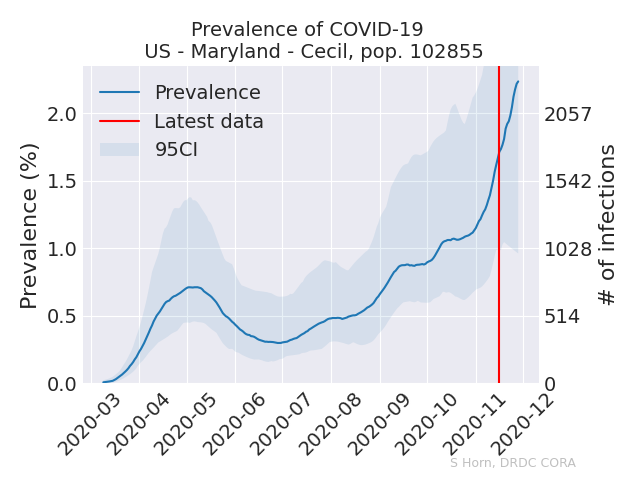 Prevalence of COVID-19
US - Maryland - Cecil, pop. 102855
Prevalence
Latest data
95CI
Prevalence (%)
2.0
1.5
1.0
0.5
0.0
2057
1542
1028
514
0
# of infections
2020-03
2020-04
2020-05
2020-06
2020-07
2020-08
2020-09
2020-10
2020-11
2020-12
S Horn, DRDC CORA